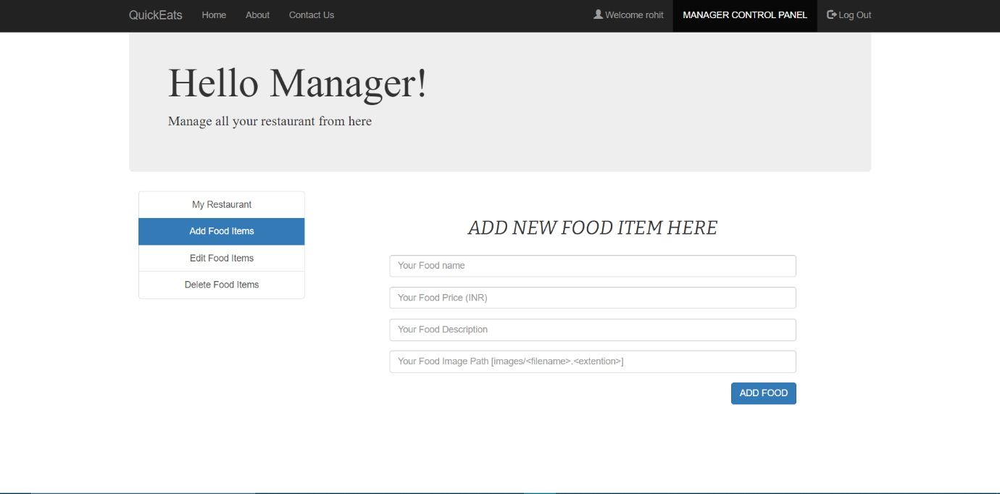 QuickEats Home About Contact Us Welcome rohit MANAGER CONTROL PANEL Log Out
Hello Manager!
Manage all your restaurant from here
My Restaurant
Add Food Items
Edit Food Items
Delete Food Items
ADD NEW FOOD ITEM HERE
Your Food name
Your Food Price (INR)
Your Food Description
Your Food Image Path [images/<filename>.<extention>]
ADD FOOD